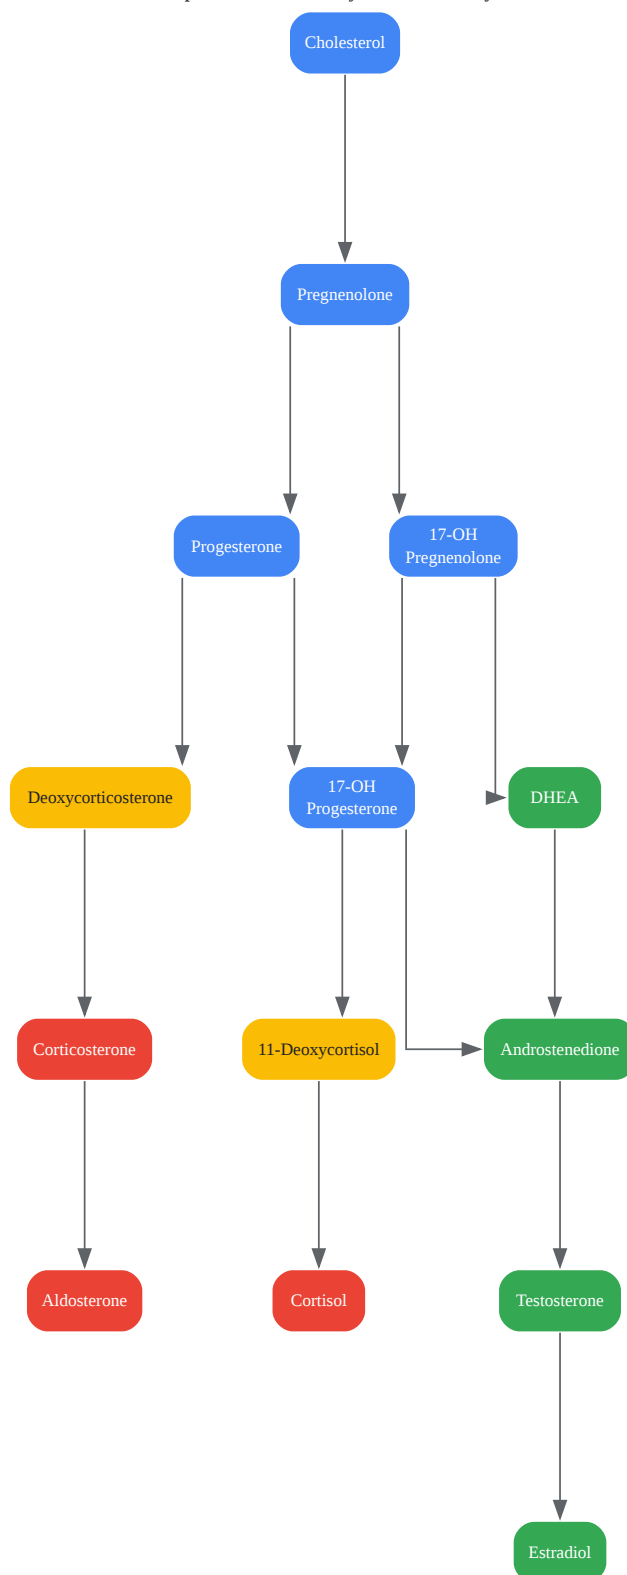 Cholesterol
Pregnenolone
Progesterone
17-OH
Pregnenolone
Deoxycorticosterone
17-OH
Progesterone
DHEA
Corticosterone
11-Deoxycortisol
Androstenedione
Aldosterone
Cortisol
Testosterone
Estradiol